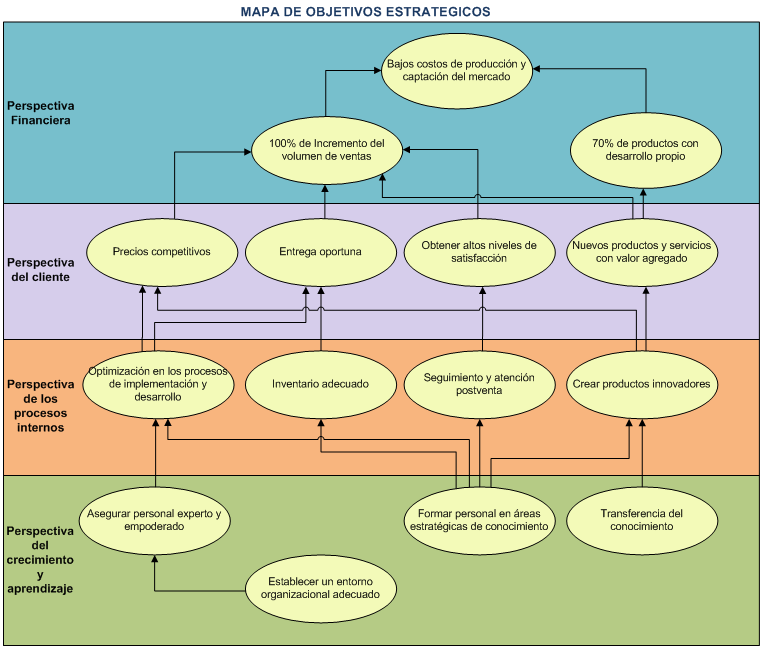 MAPA DE OBJETIVOS ESTRATEGICOS
Perspectiva
Financiera
Bajos costos de producción y
captación del mercado
100% de Incremento del
volumen de ventas
70% de productos con
desarrollo propio
Perspectiva
del cliente
Precios competitivos
Entrega oportuna
Obtener altos niveles de
satisfacción
Nuevos productos y servicios
con valor agregado
Perspectiva
de los
procesos
internos
Optimización en los procesos
de implementación y
desarrollo
Inventario adecuado
Seguimiento y atención
postventa
Crear productos innovadores
Perspectiva
del
crecimiento
y
aprendizaje
Asegurar personal experto y
empoderado
Formar personal en áreas
estratégicas de conocimiento
Transferencia del
conocimiento
Establecer un entorno
organizacional adecuado